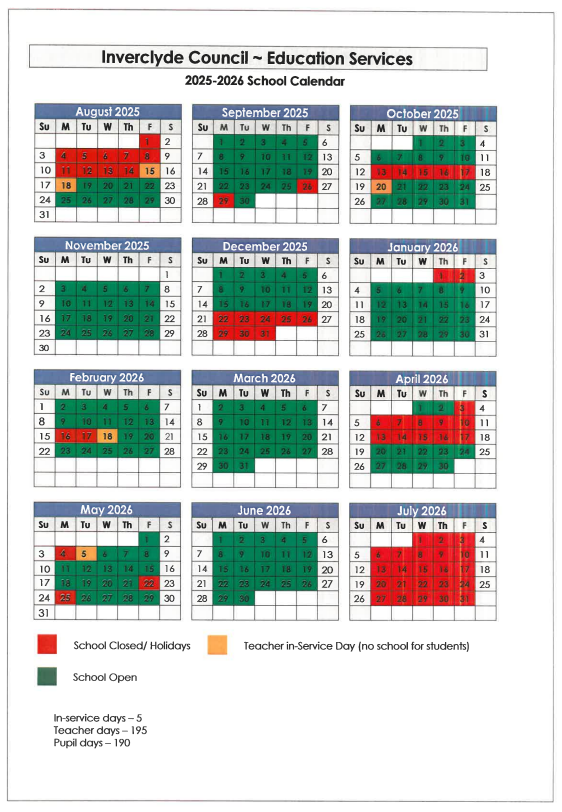 Inverclyde Council ~ Education Services
2025-2026 School Calendar
August 2025
Su M Tu W Th F S
1 2
3 4 5 6 7 8 9
10 11 12 13 14 15 16
17 18 19 20 21 22 23
24 25 26 27 28 29 30
31
September 2025
Su M Tu W Th F S
1 2 3 4 5 6
7 8 9 10 11 12 13
14 15 16 17 18 19 20
21 22 23 24 25 26 27
28 29 30
October 2025
Su M Tu W Th F S
1 2 3 4
5 6 7 8 9 10 11
12 13 14 15 16 17 18
19 20 21 22 23 24 25
26 27 28 29 30 31
November 2025
Su M Tu W Th F S
1
2 3 4 5 6 7 8
9 10 11 12 13 14 15
16 17 18 19 20 21 22
23 24 25 26 27 28 29
30
December 2025
Su M Tu W Th F S
1 2 3 4 5 6
7 8 9 10 11 12 13
14 15 16 17 18 19 20
21 22 23 24 25 26 27
28 29 30 31
January 2026
Su M Tu W Th F S
1 2 3
4 5 6 7 8 9 10
11 12 13 14 15 16 17
18 19 20 21 22 23 24
25 26 27 28 29 30 31
February 2026
Su M Tu W Th F S
1 2 3 4 5 6 7
8 9 10 11 12 13 14
15 16 17 18 19 20 21
22 23 24 25 26 27 28
March 2026
Su M Tu W Th F S
1 2 3 4 5 6 7
8 9 10 11 12 13 14
15 16 17 18 19 20 21
22 23 24 25 26 27 28
29 30 31
April 2026
Su M Tu W Th F S
1 2 3 4
5 6 7 8 9 10 11
12 13 14 15 16 17 18
19 20 21 22 23 24 25
26 27 28 29 30
May 2026
Su M Tu W Th F S
1 2
3 4 5 6 7 8 9
10 11 12 13 14 15 16
17 18 19 20 21 22 23
24 25 26 27 28 29 30
31
June 2026
Su M Tu W Th F S
1 2 3 4 5 6
7 8 9 10 11 12 13
14 15 16 17 18 19 20
21 22 23 24 25 26 27
28 29 30
July 2026
Su M Tu W Th F S
1 2 3 4
5 6 7 8 9 10 11
12 13 14 15 16 17 18
19 20 21 22 23 24 25
26 27 28 29 30 31
School Closed/ Holidays
Teacher in-Service Day (no school for students)
School Open
In-service days – 5
Teacher days – 195
Pupil days – 190